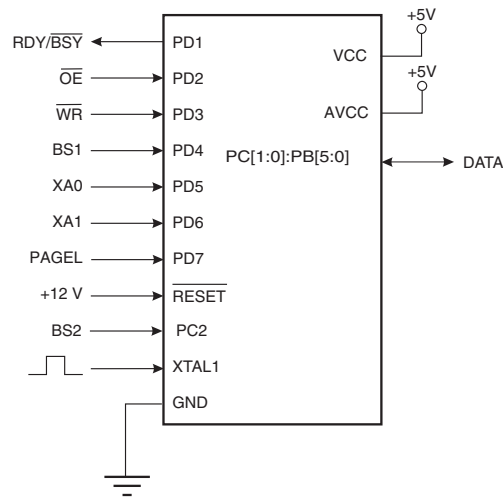 +5V
RDY/BSY PD1
VCC
OE PD2
+5V
WR PD3
AVCC
BS1 PD4
PC[1:0]:PB[5:0] DATA
XA0 PD5
XA1 PD6
PAGEL PD7
+12 V RESET
BS2 PC2
XTAL1
GND